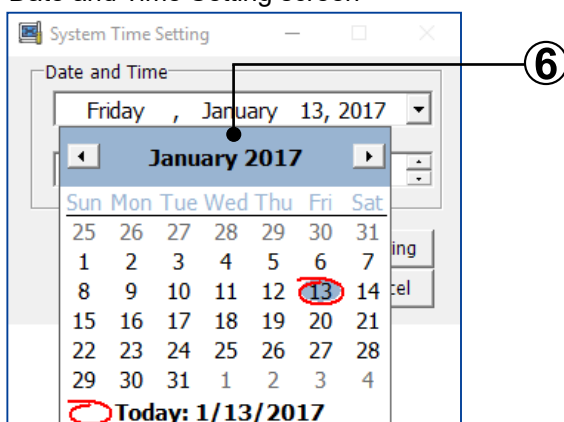 Date and Time Setting screen
System Time Setting
Date and Time
Friday , January 13, 2017
6
January 2017
Sun Mon Tue Wed Thu Fri Sat
25 26 27 28 29 30 31
1 2 3 4 5 6 7
ing
8 9 10 11 12 13 14
cel
15 16 17 18 19 20 21
22 23 24 25 26 27 28
29 30 31 1 2 3 4
Today: 1/13/2017